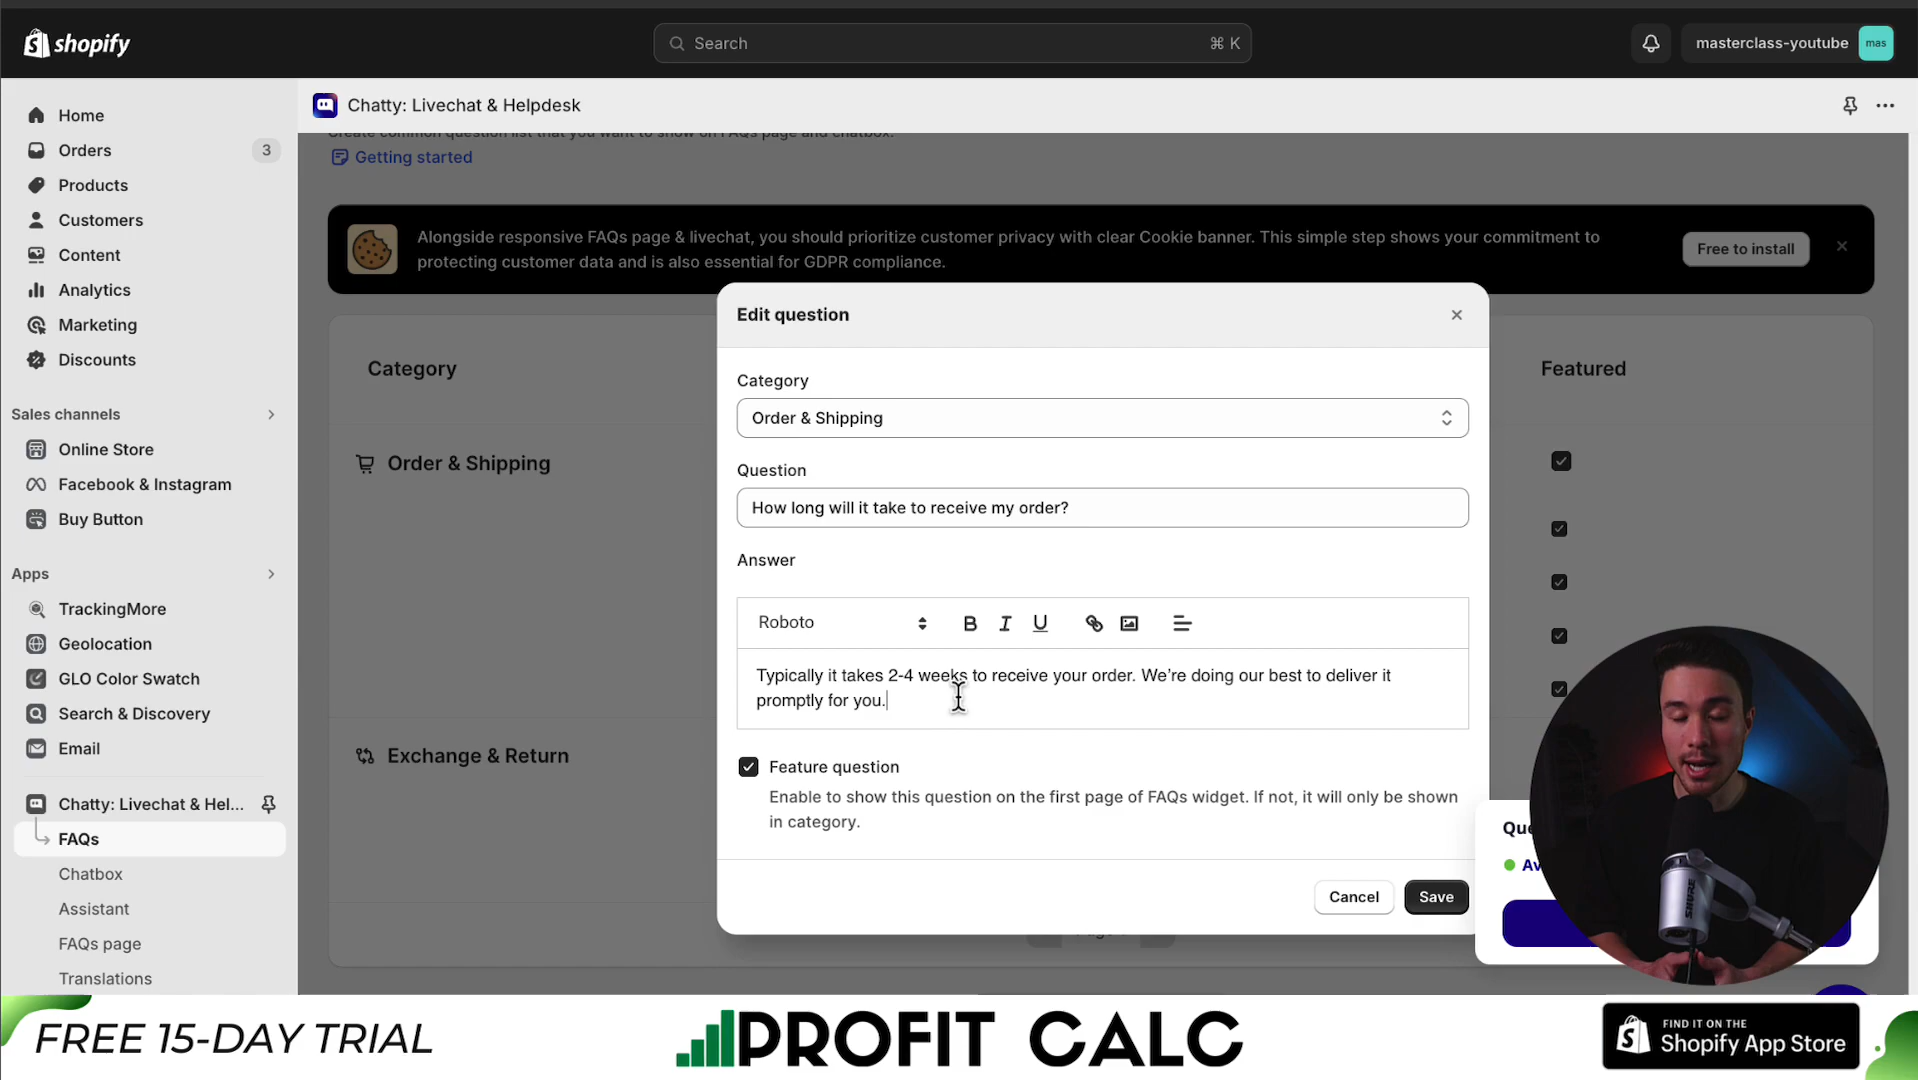 shopify
Search
⌘ K
masterclass-youtube
mas
Home
Orders
3
Products
Customers
Content
Analytics
Marketing
Discounts
Sales channels
Online Store
Facebook & Instagram
Buy Button
Apps
TrackingMore
Geolocation
GLO Color Swatch
Search & Discovery
Email
Chatty: Livechat & Hel...
FAQs
Chatbox
Assistant
FAQs page
Translations
Chatty: Livechat & Helpdesk
Create common question list that you want to show on FAQs page and chatbox.
Getting started
Alongside responsive FAQs page & livechat, you should prioritize customer privacy with clear Cookie banner. This simple step shows your commitment to
protecting customer data and is also essential for GDPR compliance.
Free to install
Category
Featured
Order & Shipping
Exchange & Return
Edit question
Category
Order & Shipping
Question
How long will it take to receive my order?
Answer
Roboto
B I U
Typically it takes 2-4 weeks to receive your order. We're doing our best to deliver it
promptly for you.
Feature question
Enable to show this question on the first page of FAQs widget. If not, it will only be shown
in category.
Cancel
Save
SHURE
FREE 15-DAY TRIAL
PROFIT CALC
FIND IT ON THE
Shopify App Store